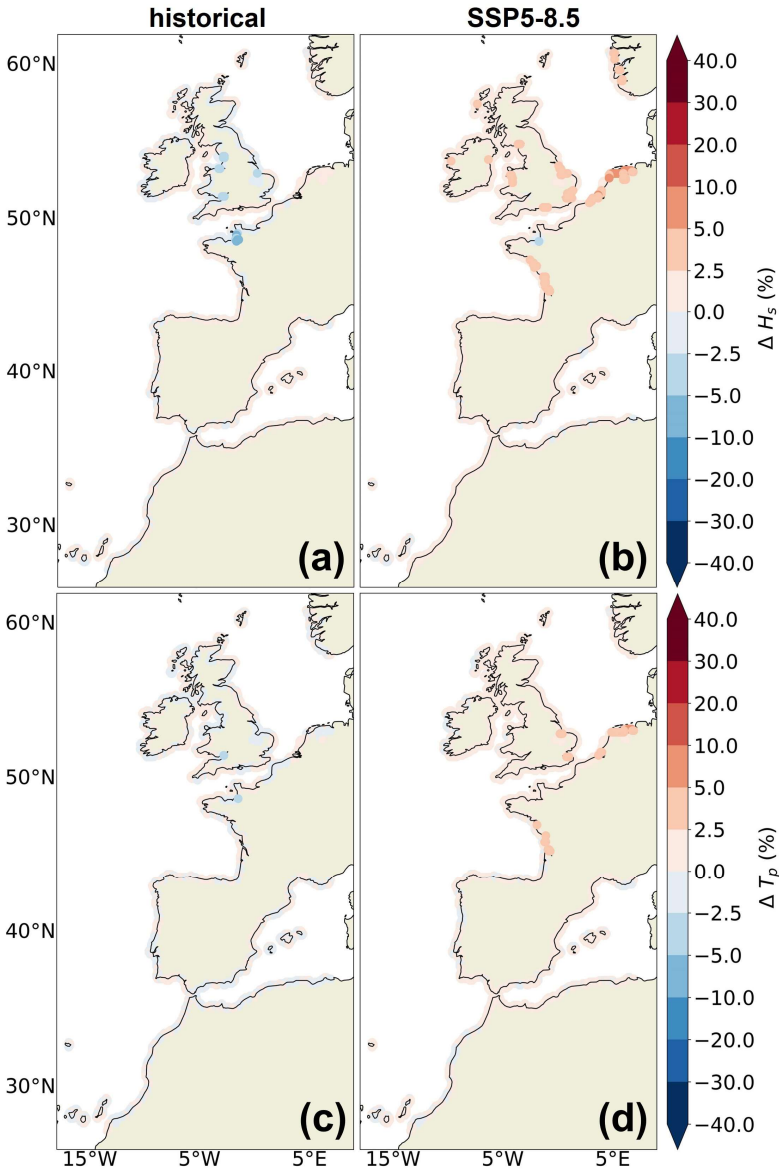 historical
SSP5-8.5
60°N
50°N
40°N
30°N
(a)
(b)
40.0
30.0
20.0
10.0
5.0
2.5
0.0
−2.5
−5.0
−10.0
−20.0
−30.0
−40.0
Δ Hs (%)
60°N
50°N
40°N
30°N
(c)
(d)
40.0
30.0
20.0
10.0
5.0
2.5
0.0
−2.5
−5.0
−10.0
−20.0
−30.0
−40.0
Δ Tp (%)
15°W
5°W
5°E
15°W
5°W
5°E